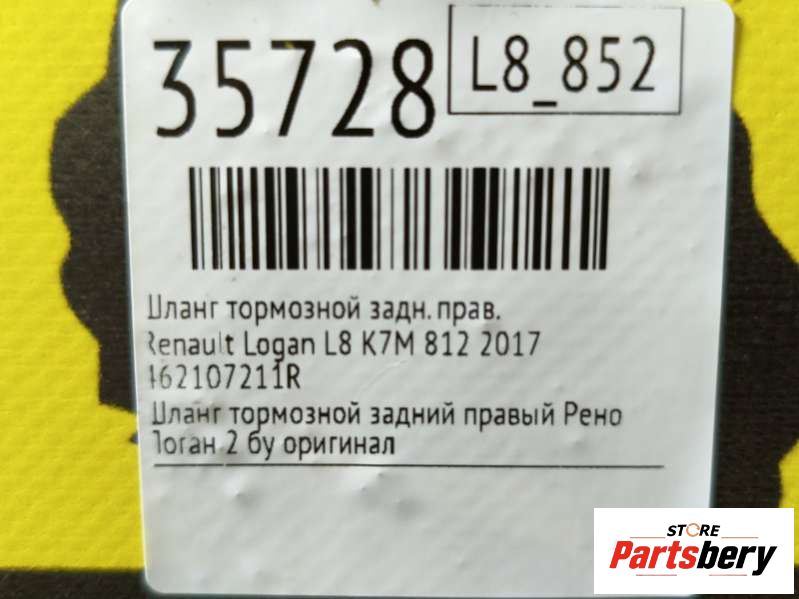 35728
L8_852
Шланг тормозной задн. прав.
Renault Logan L8 K7M 812 2017
462107211R
Шланг тормозной задний правый Рено
Логан 2 бу оригинал
STORE
Partsbery